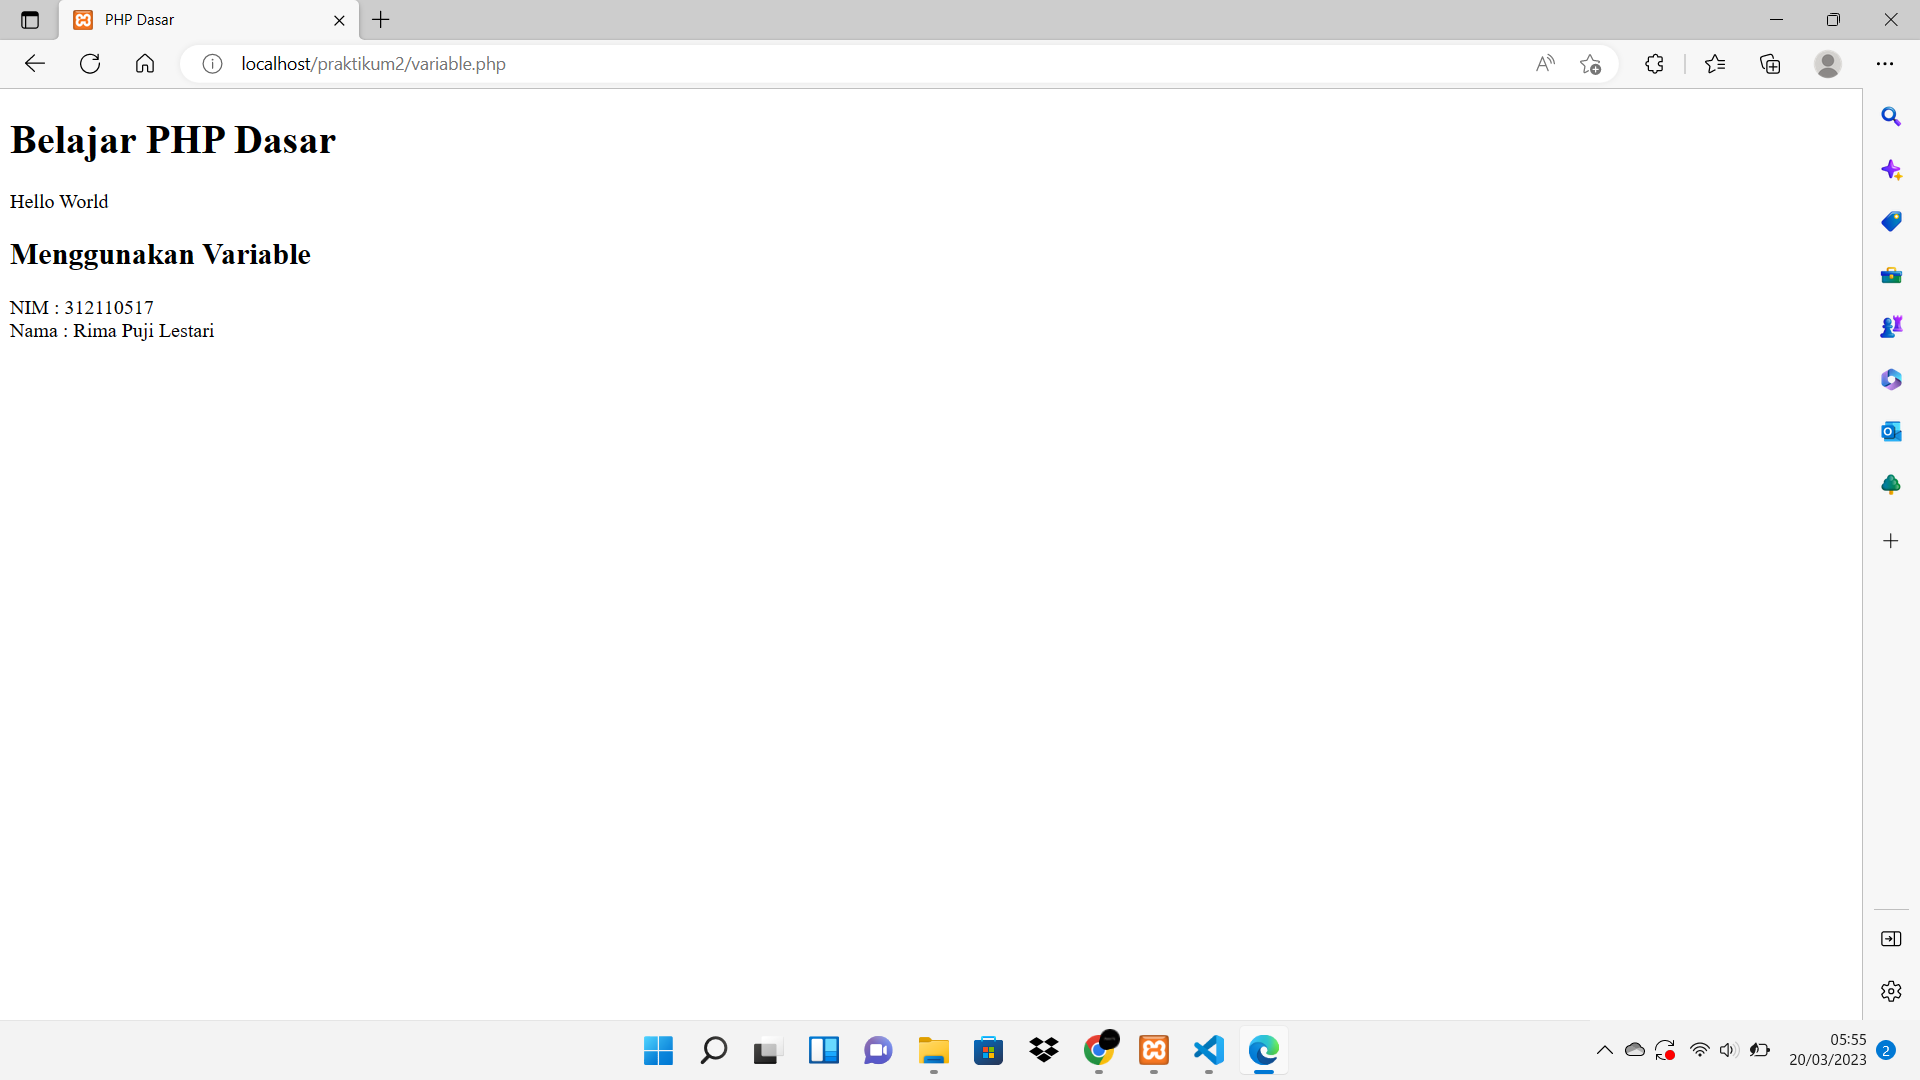 PHP Dasar
localhost/praktikum2/variable.php
Belajar PHP Dasar
Hello World
Menggunakan Variable
NIM : 312110517
Nama : Rima Puji Lestari
05:55
20/03/2023
2